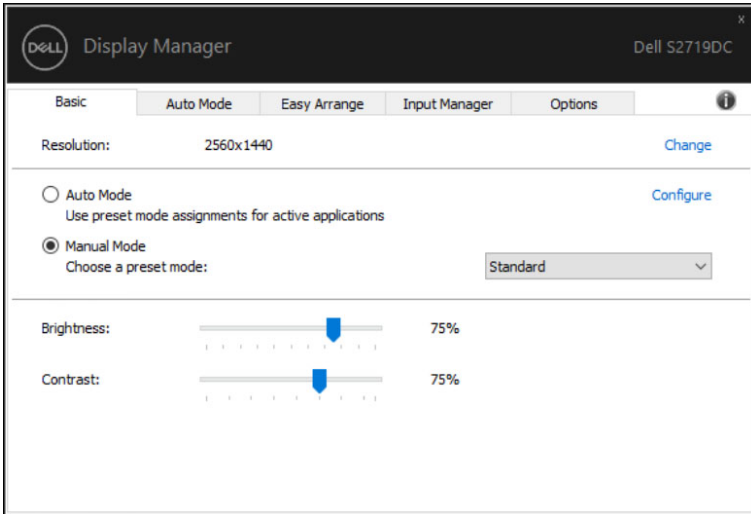 x
DELL Display Manager Dell S2719DC
Basic Auto Mode Easy Arrange Input Manager Options i
Resolution: 2560x1440 Change
Auto Mode Configure
Use preset mode assignments for active applications
Manual Mode
Choose a preset mode: Standard
Brightness: 75%
Contrast: 75%